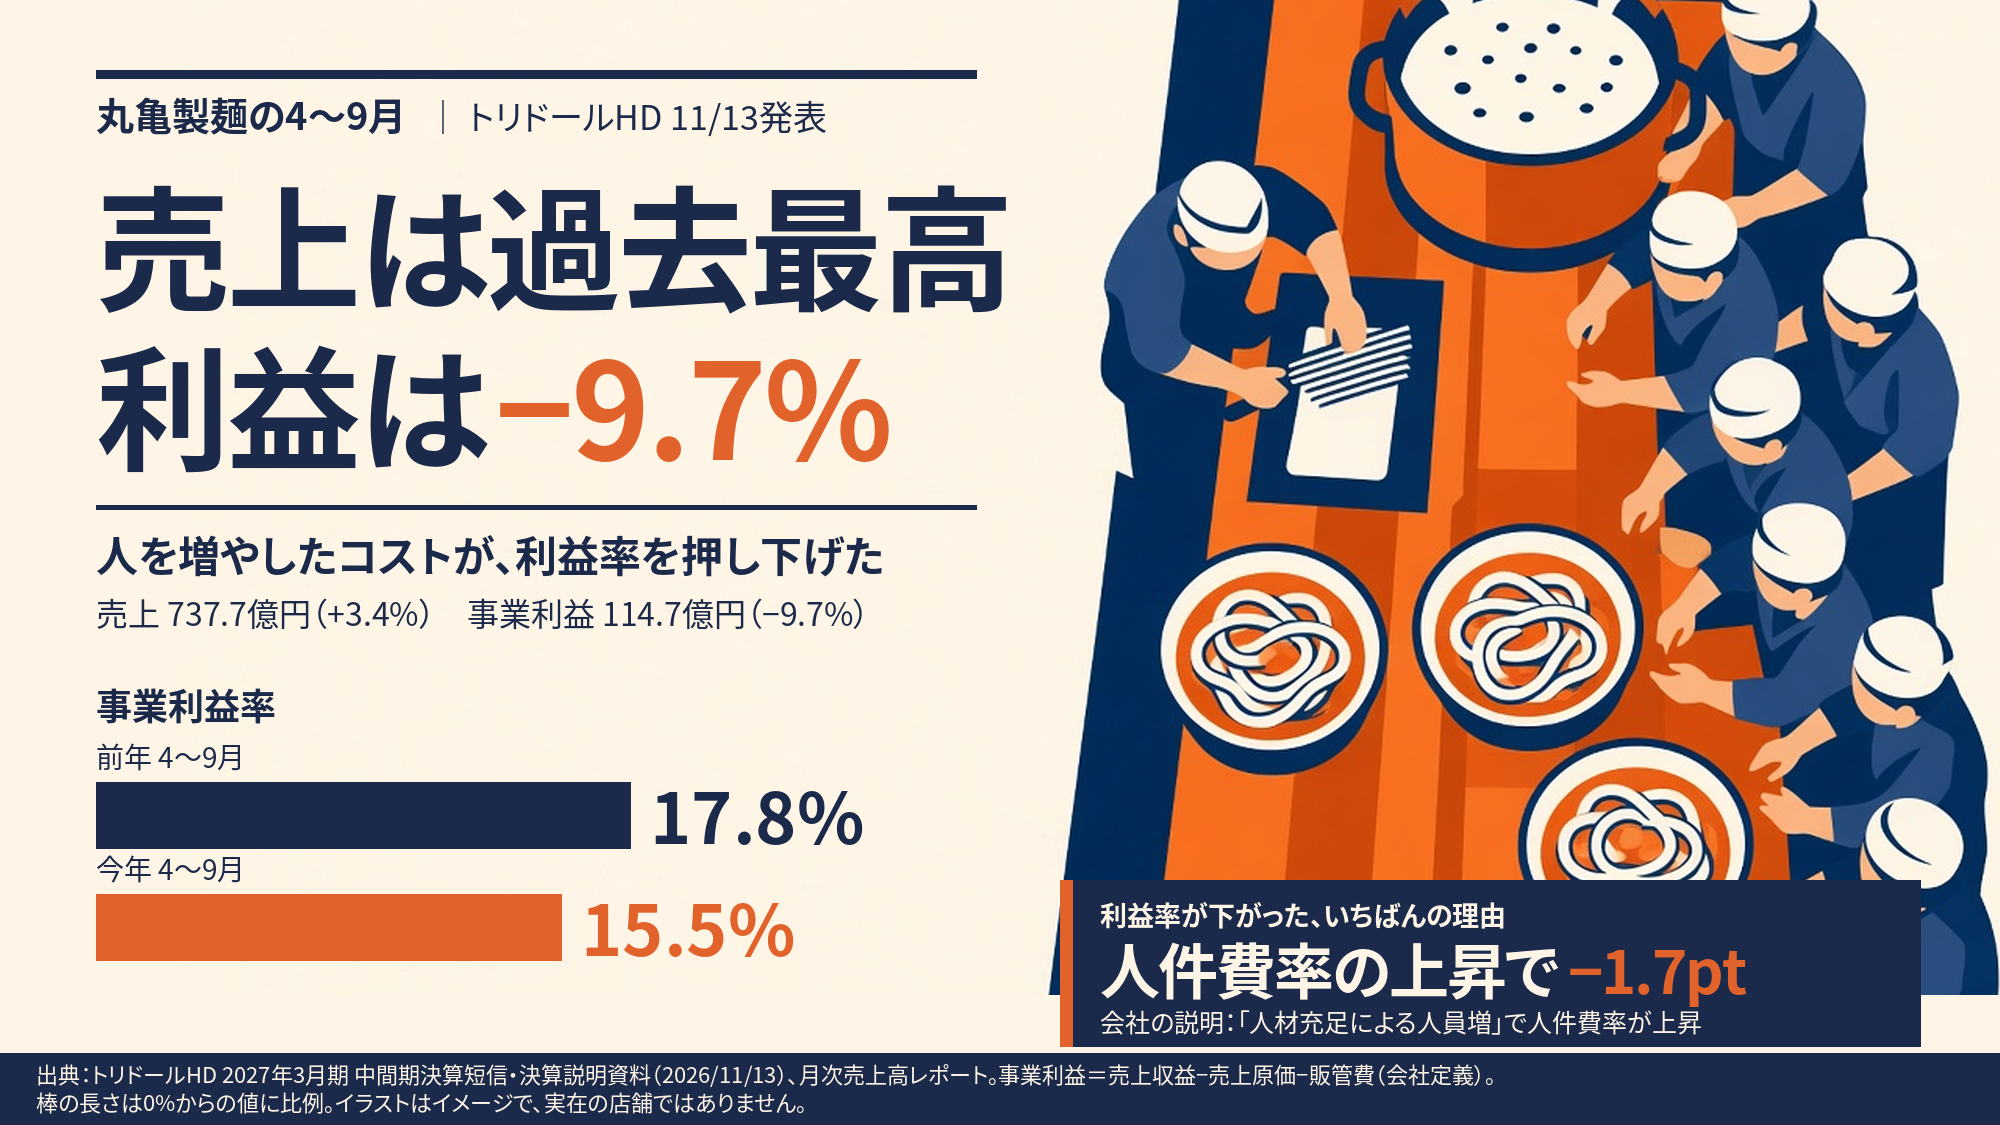 丸亀製麺の4〜9月 ｜ トリドールHD 11/13発表
売上は過去最高
利益は−9.7%
人を増やしたコストが、利益率を押し下げた
売上 737.7億円（+3.4%） 事業利益 114.7億円（−9.7%）
事業利益率
前年 4〜9月
17.8%
今年 4〜9月
15.5%
利益率が下がった、いちばんの理由
人件費率の上昇で−1.7pt
会社の説明：「人材充足による人員増」で人件費率が上昇
出典：トリドールHD 2027年3月期 中間期決算短信・決算説明資料（2026/11/13）、月次売上高レポート。事業利益＝売上収益−売上原価−販管費（会社定義）。
棒の長さは0%からの値に比例。イラストはイメージで、実在の店舗ではありません。